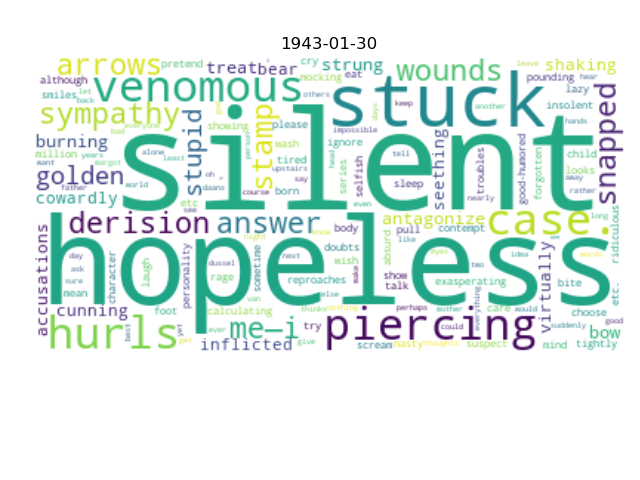 1943-01-30
arrows
pretend
treat
bear
cry
strung
wounds
leave
shaking
although
mocking
eat
pounding
hear
smiles
let
back
venomous
others
stuck
keep
days
another
lazy
insolent
hands
snapped
sympathy
everyone
bad
stupid
showing
stamp
please
impossible
silent
burning
million
years
alone
least
wash
ignore
tell
seething
troubles
good-humored
forgotten
child
looks
golden
want
margot
father
world
oh
daans
person
tired
upstairs
say
born
course
head
series
selfish
sleep
nearly
away
rather
cowardly
etc
see
even
derision
answer
body
antagonize
case.
long
ridiculous
accusations
day
ask
sure
mean
character
laugh
personality
dussel
rage
night
sometime
next
know
doubts
wish
reproaches
else
make
pull
like
absurd
show
talk
contempt
eyes
exasperating
two
idea
virtually
words
bite
etc.
hopeless
cunning
foot
calculating
van
thinks
nothing
perhaps
mother
everything
care
would
choose
suddenly
good
hurls
best
yet
get
ever
me—i
try
piercing
could
bow
inflicted
give
scream
nasty
thoughts
suspect
mind
tightly